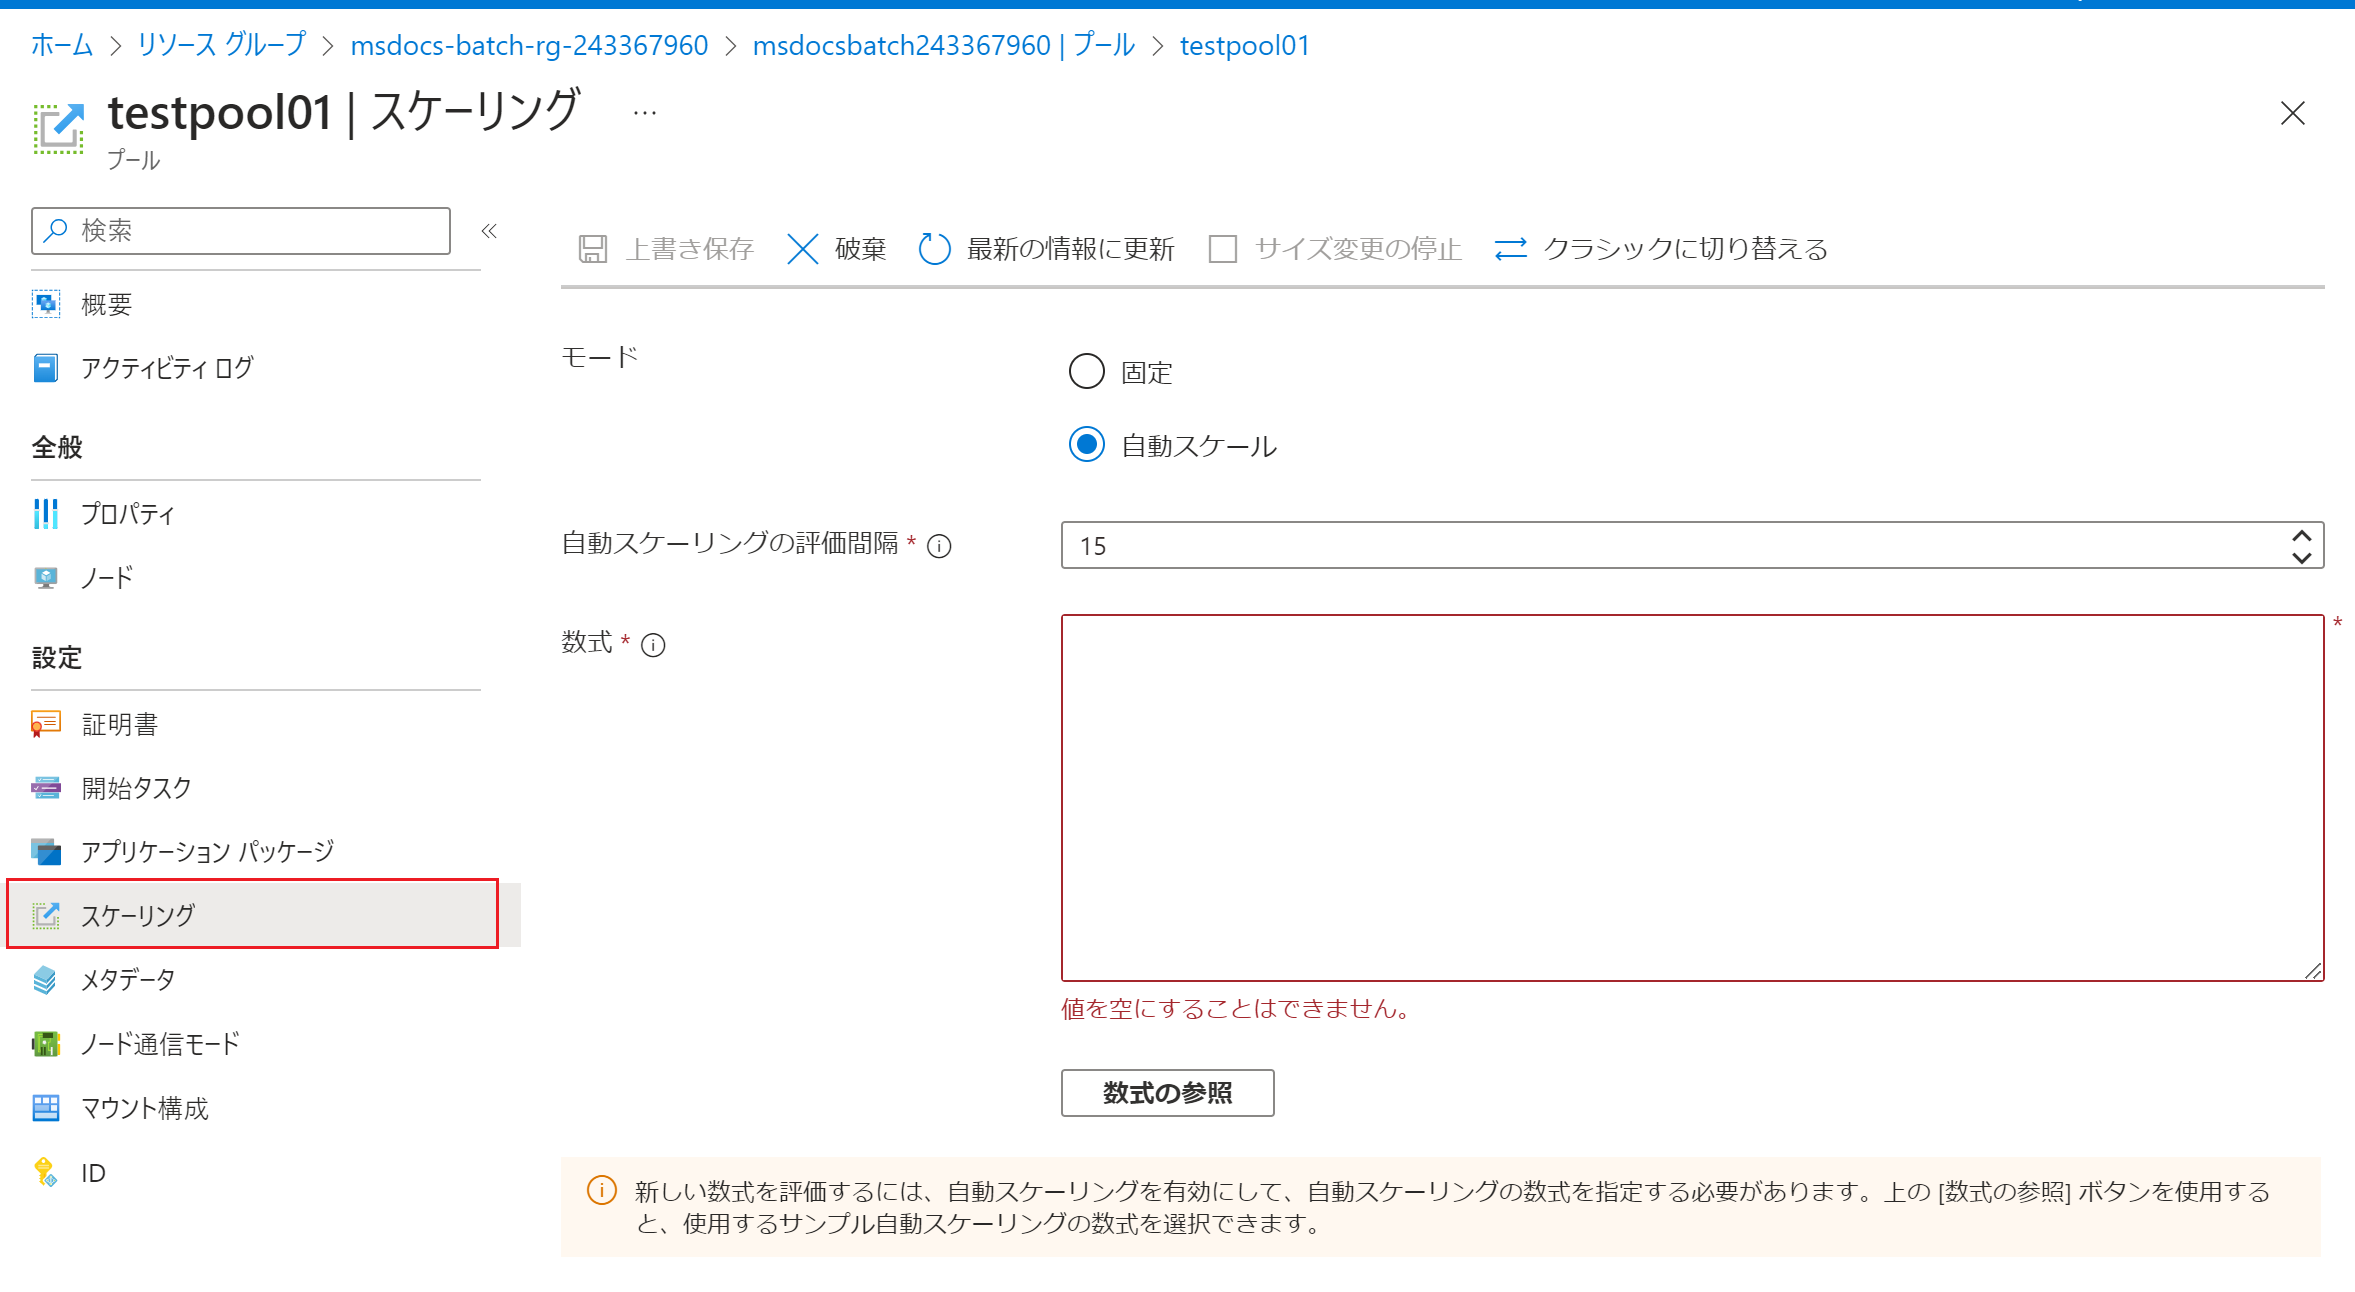 ホーム > リソース グループ > msdocs-batch-rg-243367960 > msdocsbatch243367960 | プール > testpool01
testpool01 | スケーリング ...
プール
検索
概要
アクティビティ ログ
全般
プロパティ
ノード
設定
証明書
開始タスク
アプリケーション パッケージ
スケーリング
メタデータ
ノード通信モード
マウント構成
ID
上書き保存 破棄 最新の情報に更新 サイズ変更の停止 クラシックに切り替える
モード
固定
自動スケール
自動スケーリングの評価間隔 *
15
数式 *
*
値を空にすることはできません。
数式の参照
新しい数式を評価するには、自動スケーリングを有効にして、自動スケーリングの数式を指定する必要があります。上の [数式の参照] ボタンを使用する
と、使用するサンプル自動スケーリングの数式を選択できます。